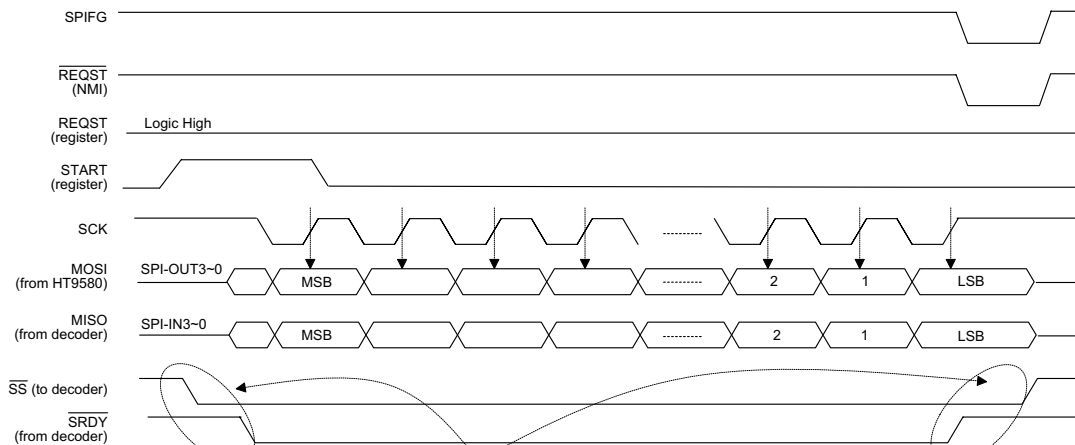 SPIFG
REQST
(NMI)
REQST
(register)
Logic High
START
(register)
SCK
MOSI
(from HT9580)
SPI-OUT3~0
MSB
2
1
LSB
MISO
(from decoder)
SPI-IN3~0
MSB
2
1
LSB
SS (to decoder)
SRDY
(from decoder)